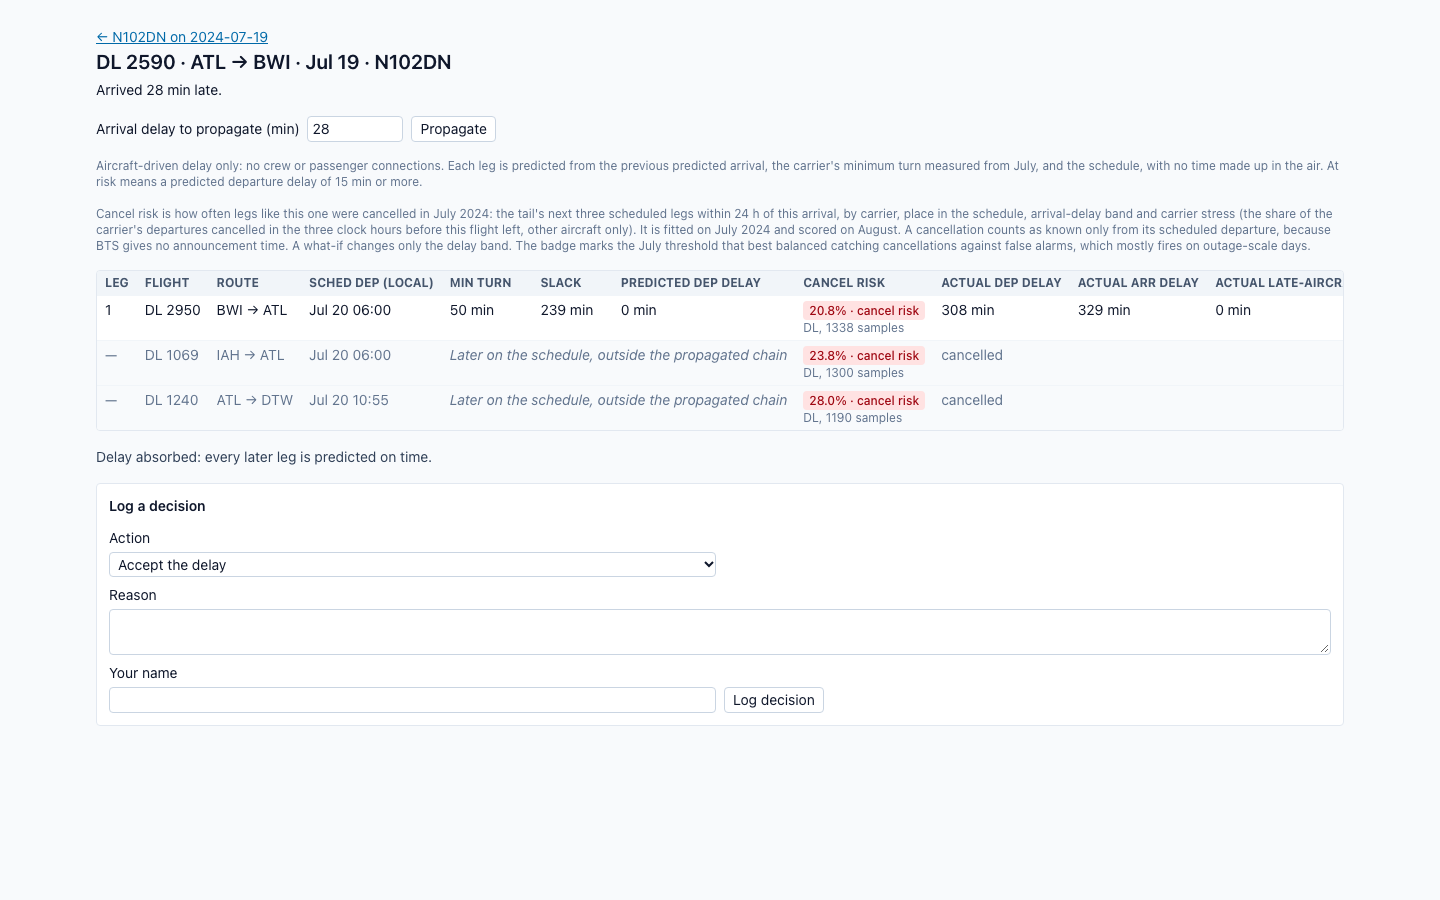 ← N102DN on 2024-07-19
DL 2590 · ATL → BWI · Jul 19 · N102DN
Arrived 28 min late.
Arrival delay to propagate (min) 28 Propagate
Aircraft-driven delay only: no crew or passenger connections. Each leg is predicted from the previous predicted arrival, the carrier's minimum turn measured from July, and the schedule, with no time made up in the air. At
risk means a predicted departure delay of 15 min or more.
Cancel risk is how often legs like this one were cancelled in July 2024: the tail's next three scheduled legs within 24 h of this arrival, by carrier, place in the schedule, arrival-delay band and carrier stress (the share of the
carrier's departures cancelled in the three clock hours before this flight left, other aircraft only). It is fitted on July 2024 and scored on August. A cancellation counts as known only from its scheduled departure, because
BTS gives no announcement time. A what-if changes only the delay band. The badge marks the July threshold that best balanced catching cancellations against false alarms, which mostly fires on outage-scale days.
LEG FLIGHT ROUTE SCHED DEP (LOCAL) MIN TURN SLACK PREDICTED DEP DELAY CANCEL RISK ACTUAL DEP DELAY ACTUAL ARR DELAY ACTUAL LATE-AIRCR
1 DL 2950 BWI → ATL Jul 20 06:00 50 min 239 min 0 min 20.8% · cancel risk 308 min 329 min 0 min
DL, 1338 samples
— DL 1069 IAH → ATL Jul 20 06:00 Later on the schedule, outside the propagated chain 23.8% · cancel risk cancelled
DL, 1300 samples
— DL 1240 ATL → DTW Jul 20 10:55 Later on the schedule, outside the propagated chain 28.0% · cancel risk cancelled
DL, 1190 samples
Delay absorbed: every later leg is predicted on time.
Log a decision
Action
Accept the delay
Reason
Your name
Log decision